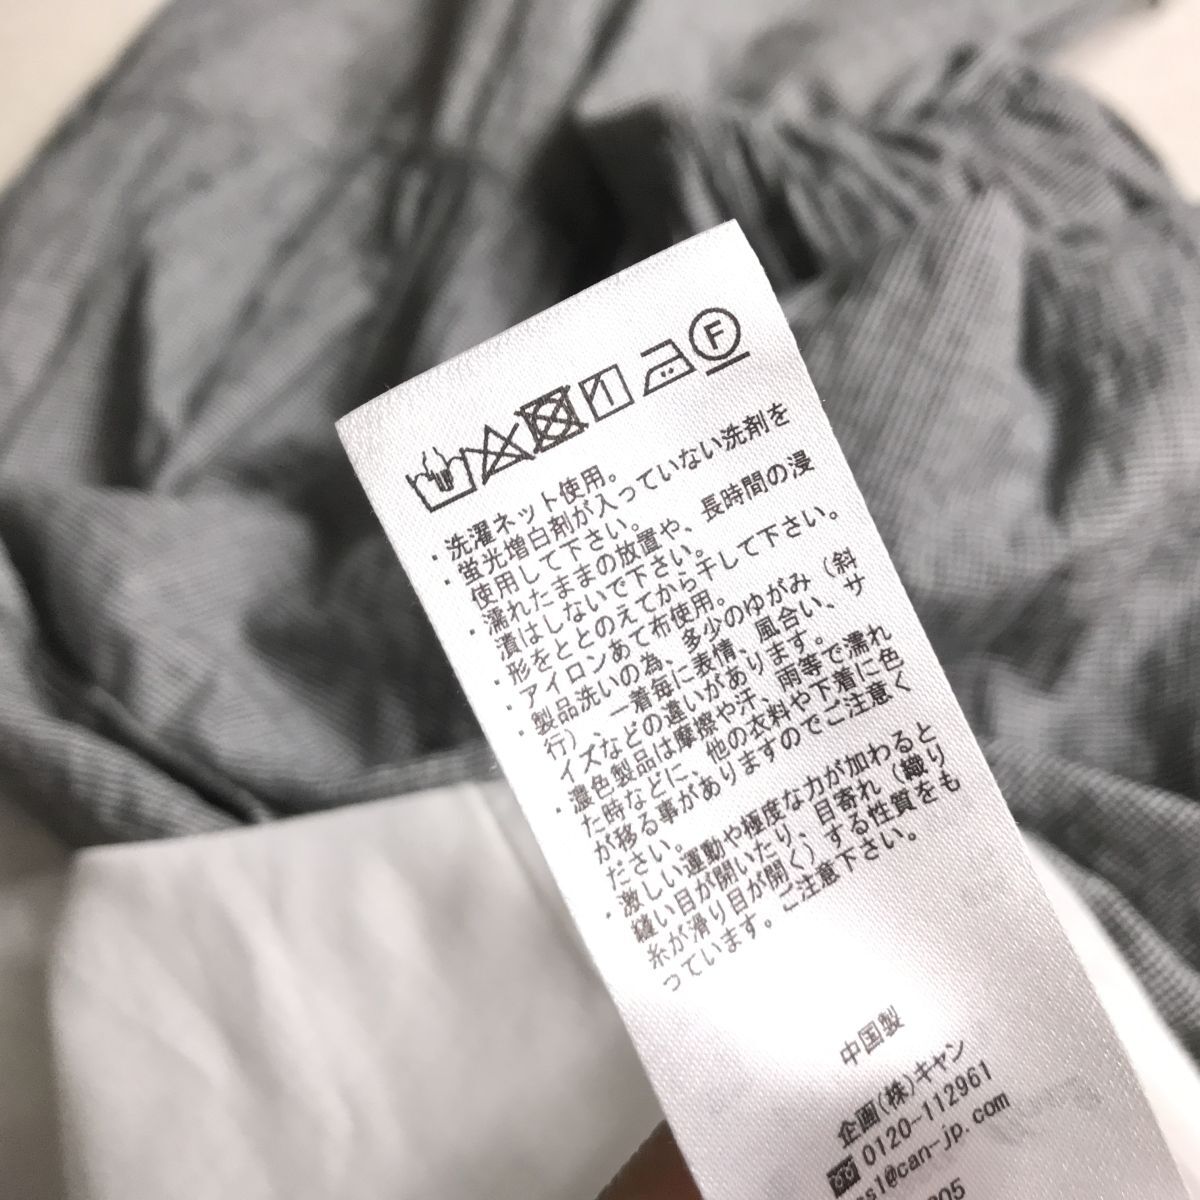 F
・洗濯ネット使用。
・蛍光増白剤が入っていない洗剤を
使用して下さい。
・濡れたままの放置や、長時間の浸
漬はしないで下さい。
形をととのえてから干して下さい。
・アイロンあて布使用。
・製品洗いの為、多少のゆがみ（斜
行）、一着毎に表情、風合い、サ
イズなどの違いがあります。
・濃色製品は摩擦や汗、雨等で濡れ
た時などに、他の衣料や下着に色
が移る事がありますのでご注意く
ださい。
・激しい運動や極度な力が加わると
縫い目が開いたり、目寄れ（織り
糸が滑り目が開く）する性質をも
っています。ご注意下さい。
中国製
企画(株)キャン
0120-112961
s1@can-jp.com